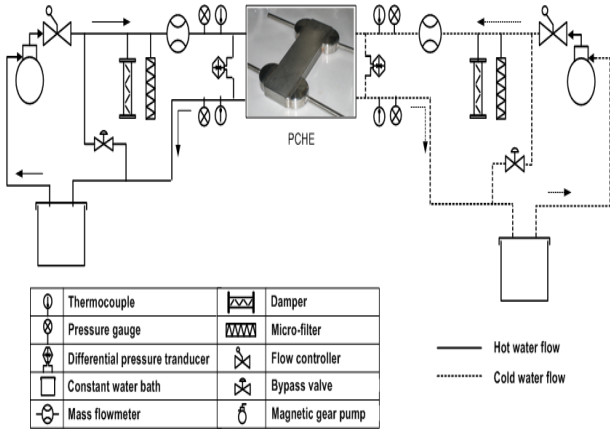 PCHE
Thermocouple Damper
Pressure gauge Micro-filter
Differential pressure tranducer Flow controller
Constant water bath Bypass valve
Mass flowmeter Magnetic gear pump
Hot water flow
Cold water flow